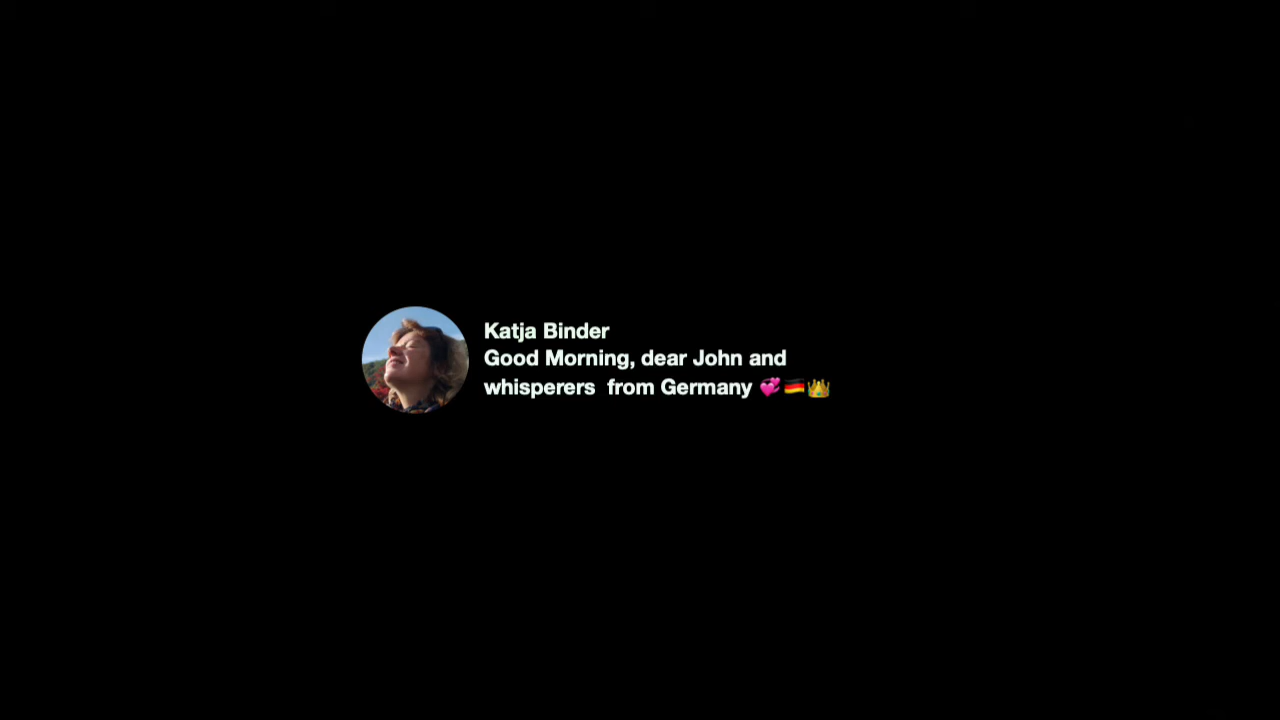 Katja Binder
Good Morning, dear John and
whisperers  from Germany 💞🇩🇪👑